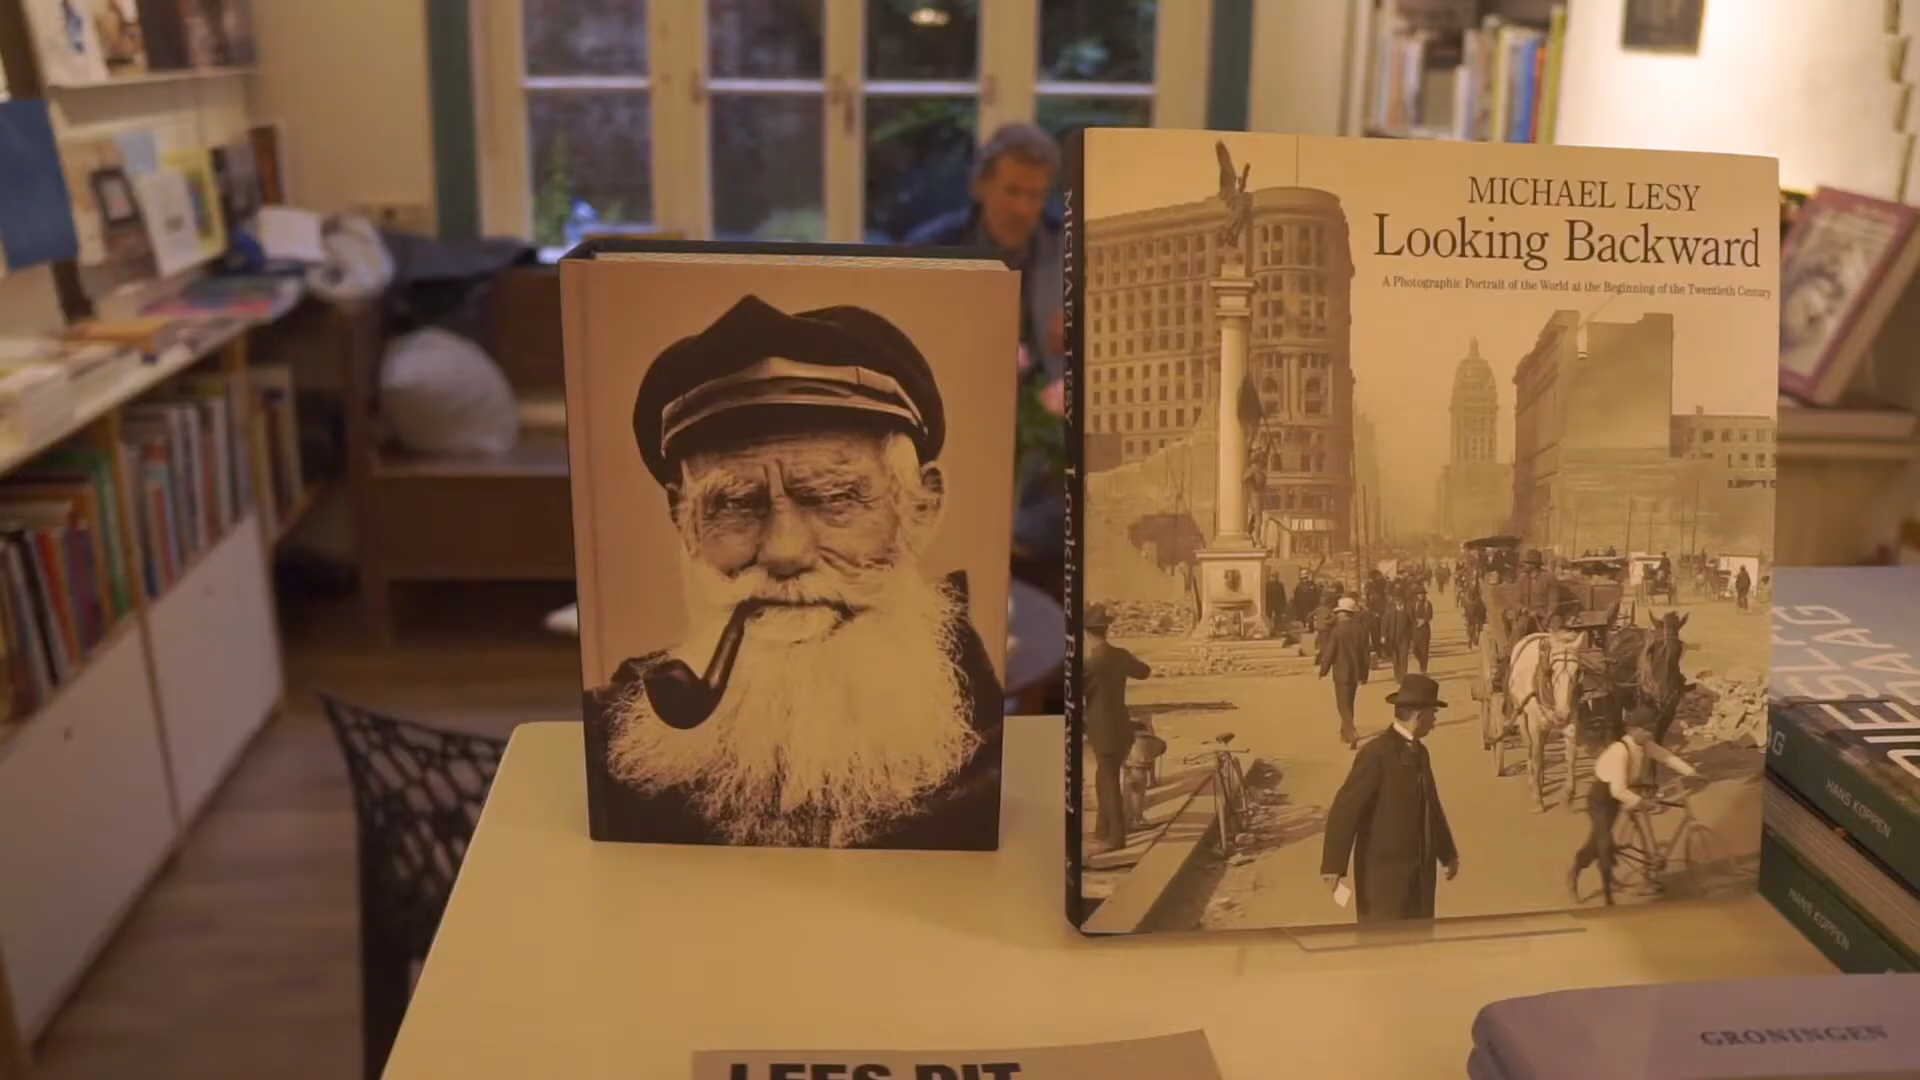 MICHAEL LESY
Looking Backward
A Photographic Portrait of the World at the Beginning of the Twentieth Century
MICHAEL LESY Looking Backward
HANS KOPPEN
HANS KOPPEN
GRONINGEN
LEES DIT